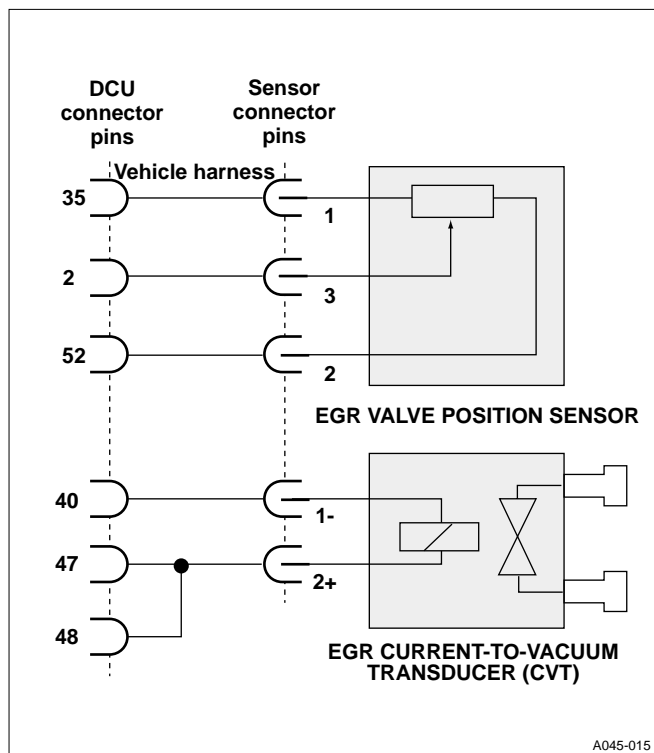 DCU
connector
pins
Sensor
connector
pins
Vehicle harness
35
1
2
3
52
2
EGR VALVE POSITION SENSOR
40
1-
47
2+
48
EGR CURRENT-TO-VACUUM
TRANSDUCER (CVT)
A045-015